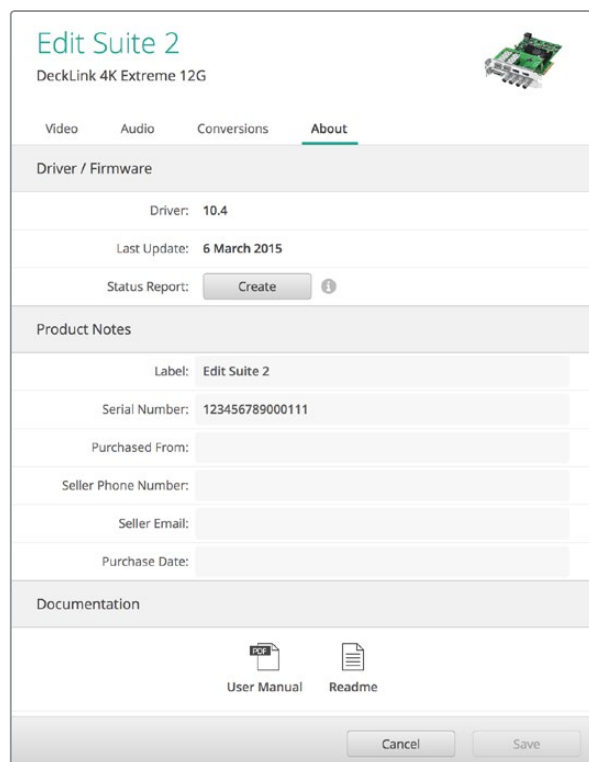 Edit Suite 2
DeckLink 4K Extreme 12G
Video Audio Conversions About
Driver / Firmware
Driver: 10.4
Last Update: 6 March 2015
Status Report: Create
Product Notes
Label: Edit Suite 2
Serial Number: 123456789000111
Purchased From:
Seller Phone Number:
Seller Email:
Purchase Date:
Documentation
PDF
User Manual Readme
Cancel Save